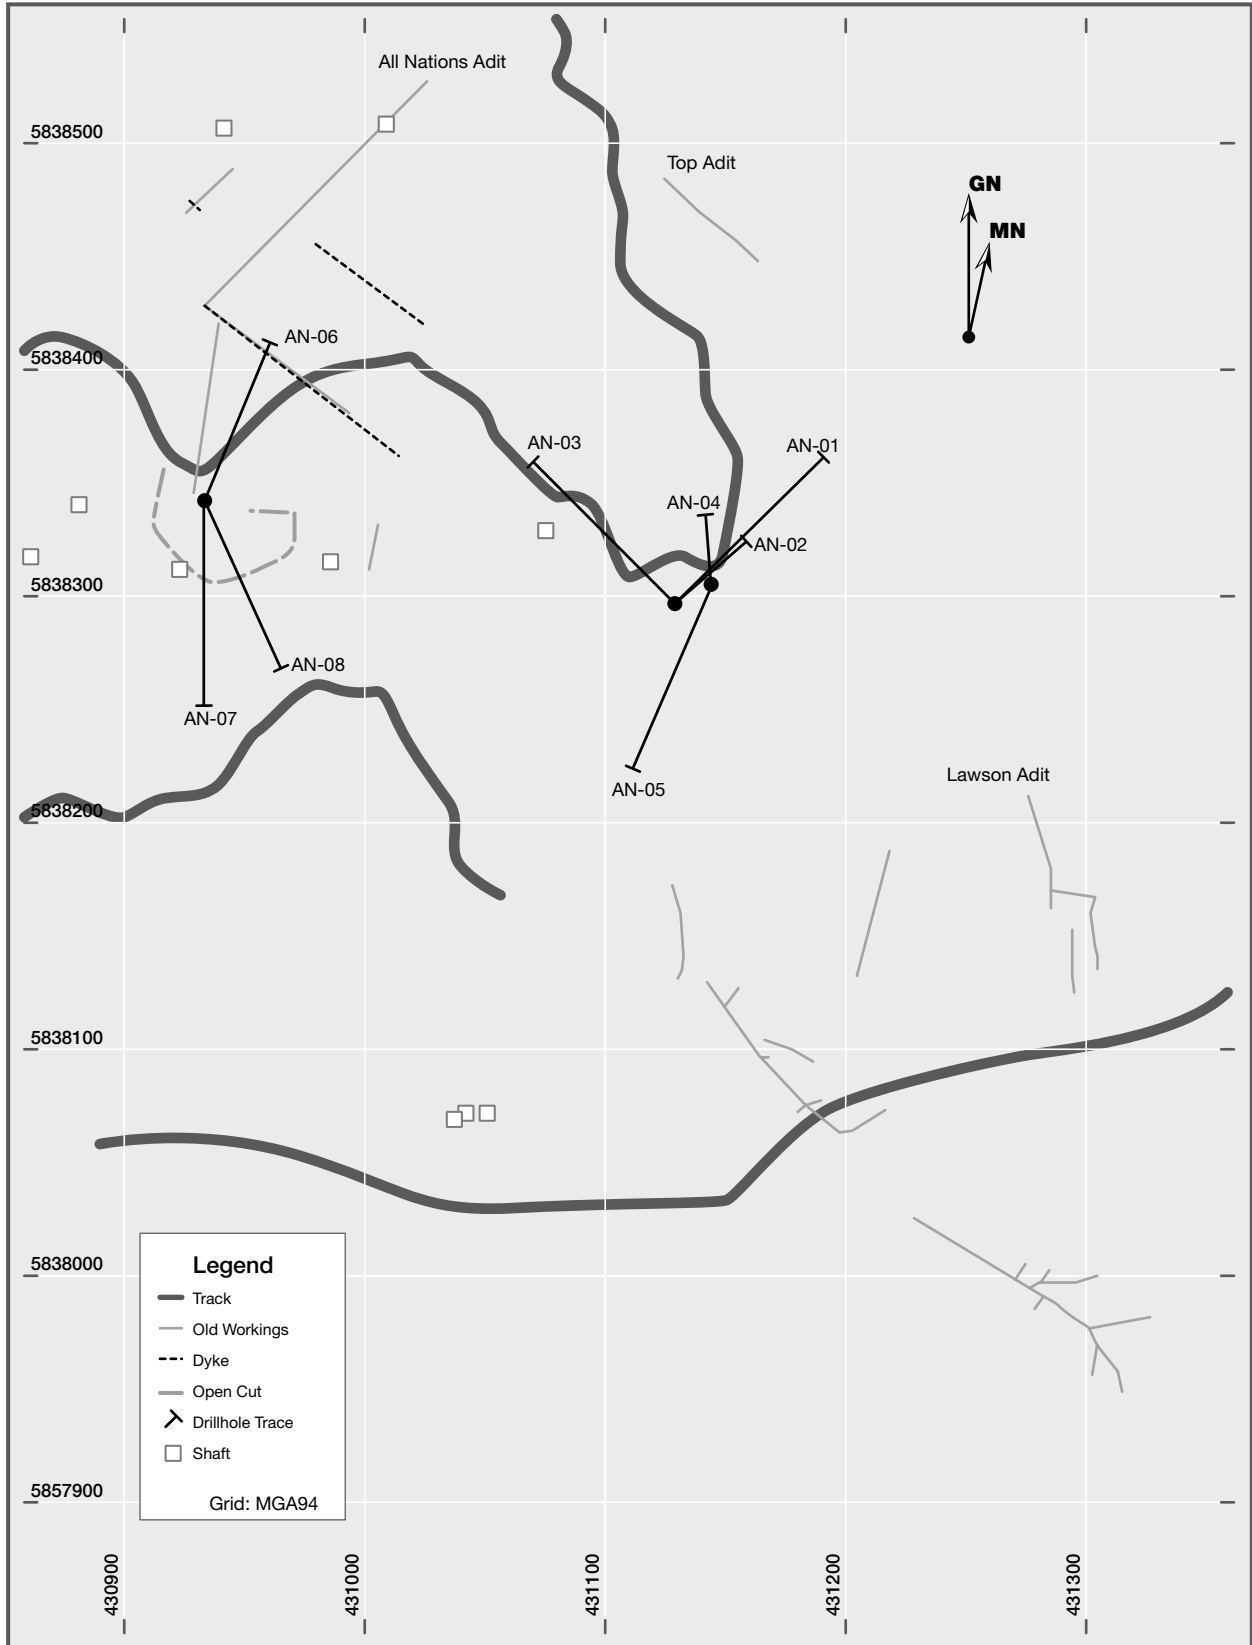 All Nations Adit
5838500
Top Adit
GN
MN
AN-06
5838400
AN-03
AN-01
AN-04
AN-02
5838300
AN-08
AN-07
AN-05
Lawson Adit
5838200
5838100
5838000
Legend
Track
Old Workings
Dyke
Open Cut
Drillhole Trace
Shaft
Grid: MGA94
5857900
430900
431000
431100
431200
431300